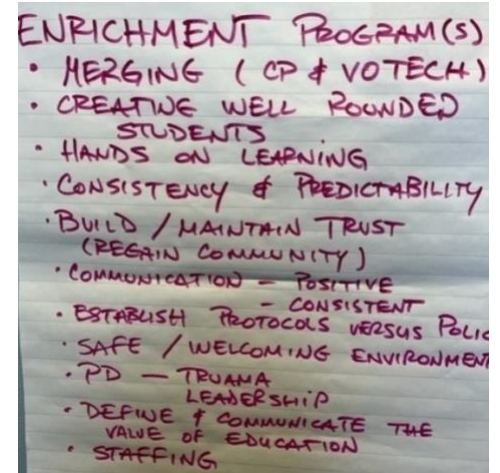 ENRICHMENT PROGRAM(S)
• MERGING (CP & VOTECH)
• CREATING WELL ROUNDED
STUDENTS
• HANDS ON LEARNING
• CONSISTENCY & PREDICTABILITY
• BUILD / MAINTAIN TRUST
(REGAIN COMMUNITY)
• COMMUNICATION – POSITIVE
– CONSISTENT
• ESTABLISH PROTOCOLS VERSUS POLIC
• SAFE / WELCOMING ENVIRONMENT
• PD – TRUAMA
LEADERSHIP
• DEFINE & COMMUNICATE THE
VALUE OF EDUCATION
• STAFFING